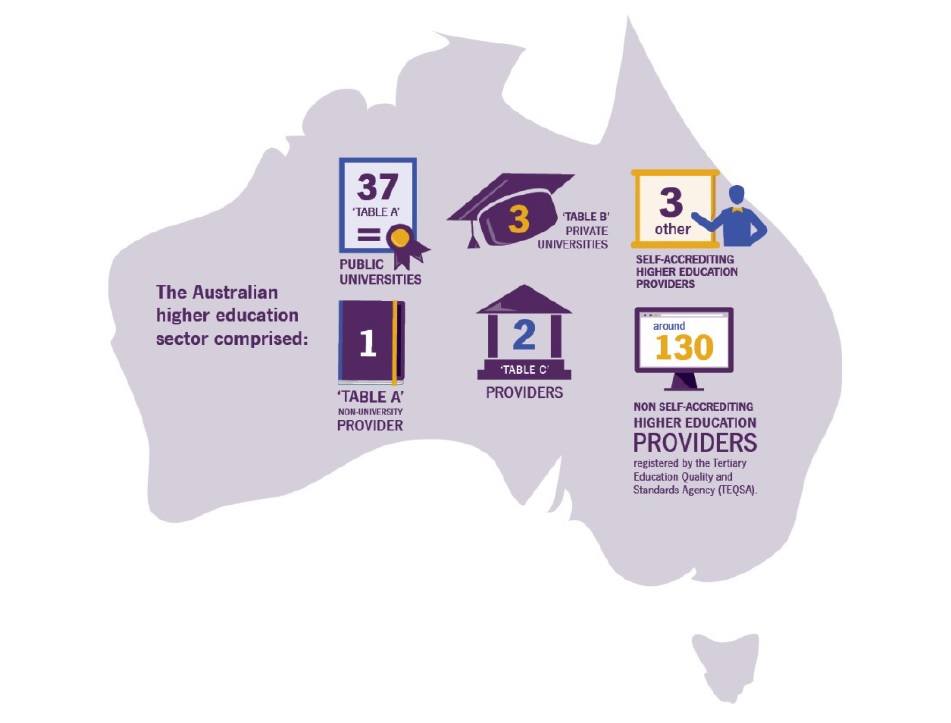 The Australian
higher education
sector comprised:
37
'TABLE A'
=
PUBLIC
UNIVERSITIES
3
'TABLE B'
PRIVATE
UNIVERSITIES
3
other
SELF-ACCREDITING
HIGHER EDUCATION
PROVIDERS
1
'TABLE A'
NON-UNIVERSITY
PROVIDER
2
'TABLE C'
PROVIDERS
around
130
NON SELF-ACCREDITING
HIGHER EDUCATION
PROVIDERS
registered by the Tertiary
Education Quality and
Standards Agency (TEQSA).